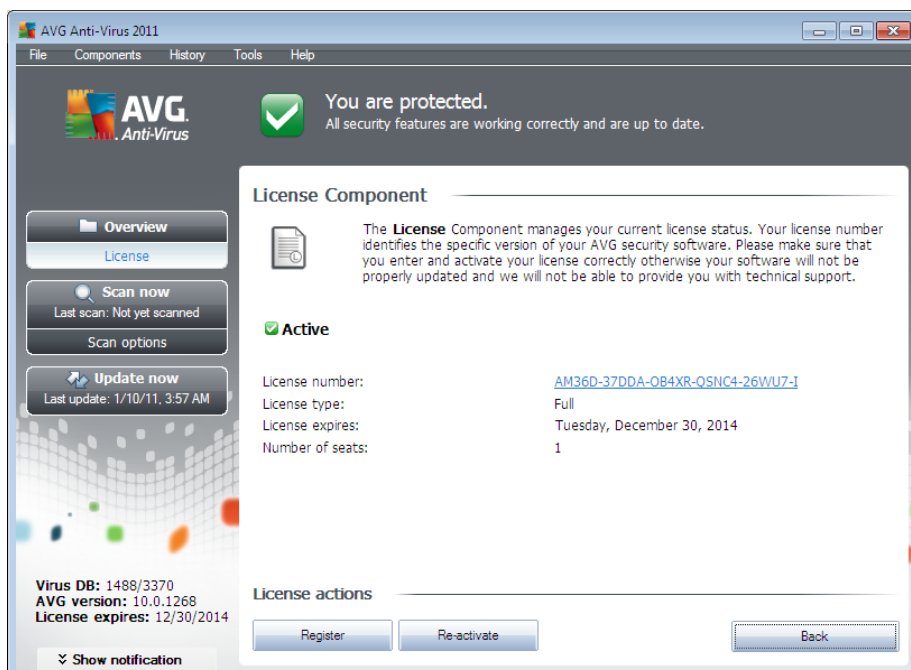 AVG Anti-Virus 2011
File Components History Tools Help
AVG.
Anti-Virus
You are protected.
All security features are working correctly and are up to date.
Overview
License
Scan now
Last scan: Not yet scanned
Scan options
Update now
Last update: 1/10/11, 3:57 AM
Virus DB: 1488/3370
AVG version: 10.0.1268
License expires: 12/30/2014
Show notification
License Component
The License Component manages your current license status. Your license number
identifies the specific version of your AVG security software. Please make sure that
you enter and activate your license correctly otherwise your software will not be
properly updated and we will not be able to provide you with technical support.
Active
License number: AM36D-37DDA-OB4XR-QSNC4-26WU7-I
License type: Full
License expires: Tuesday, December 30, 2014
Number of seats: 1
License actions
Register Re-activate Back